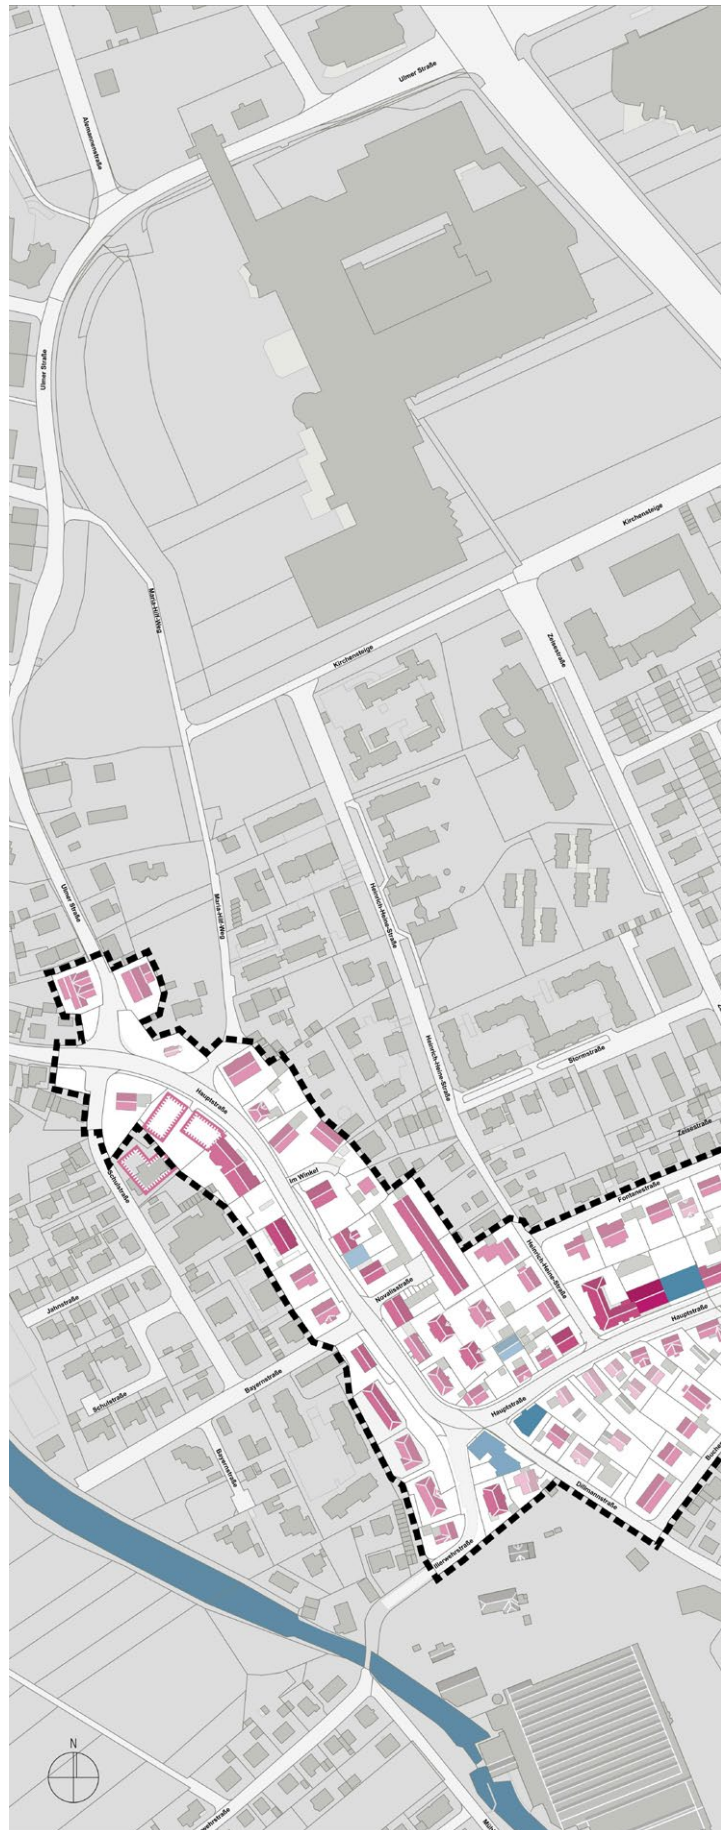 Ulmer Straße
Alemannenstraße
Ulmer Straße
Kirchensteige
Maria-Hilf-Weg
Zeissstraße
Kirchensteige
Ulmer Straße
Maria-Hilf-Weg
Heinrich-Heine-Straße
Heinrich-Heine-Straße
Stormstraße
Hauptstraße
Zeissstraße
Im Winkel
Schulstraße
Fontanestraße
Heinrich-Heine-Straße
Novalisstraße
Jahnstraße
Hauptstraße
Bayernstraße
Schulstraße
Hauptstraße
Bayernstraße
Dillmannstraße
Illerwehrstraße
N